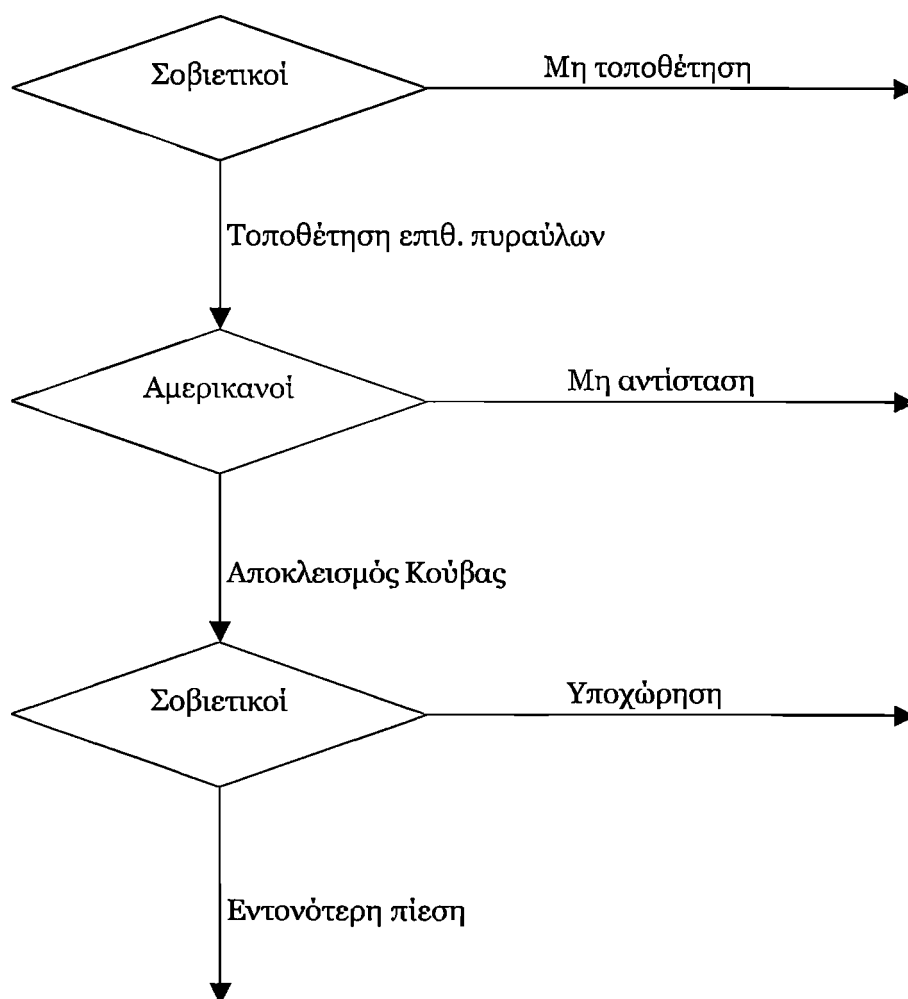 Σοβιετικοί
Μη τοποθέτηση
Τοποθέτηση επιθ. πυραύλων
Αμερικανοί
Μη αντίσταση
Αποκλεισμός Κούβας
Σοβιετικοί
Υποχώρηση
Εντονότερη πίεση